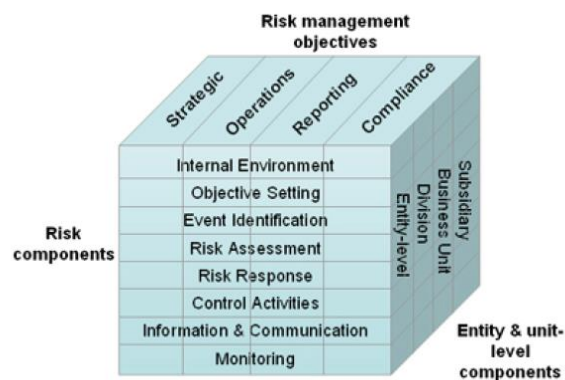 Risk management
objectives
Strategic
Operations
Reporting
Compliance
Internal Environment
Objective Setting
Event Identification
Risk Assessment
Risk Response
Control Activities
Information & Communication
Monitoring
Risk
components
Entity-level
Division
Business Unit
Subsidiary
Entity & unit-
level
components